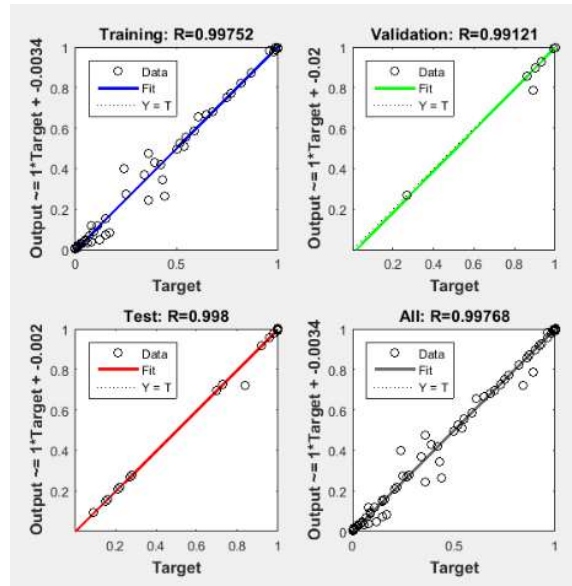 Training: R=0.99752
Output ~= 1*Target + -0.0034
1
0.8
0.6
0.4
0.2
0
Data
Fit
Y = T
0 0.5 1
Target
Validation: R=0.99121
Output ~= 1*Target + -0.02
1
0.8
0.6
0.4
0.2
Data
Fit
Y = T
0.2 0.4 0.6 0.8 1
Target
Test: R=0.998
Output ~= 1*Target + -0.002
1
0.8
0.6
0.4
0.2
Data
Fit
Y = T
0.2 0.4 0.6 0.8 1
Target
All: R=0.99768
Output ~= 1*Target + -0.0034
1
0.8
0.6
0.4
0.2
0
Data
Fit
Y = T
0 0.5 1
Target